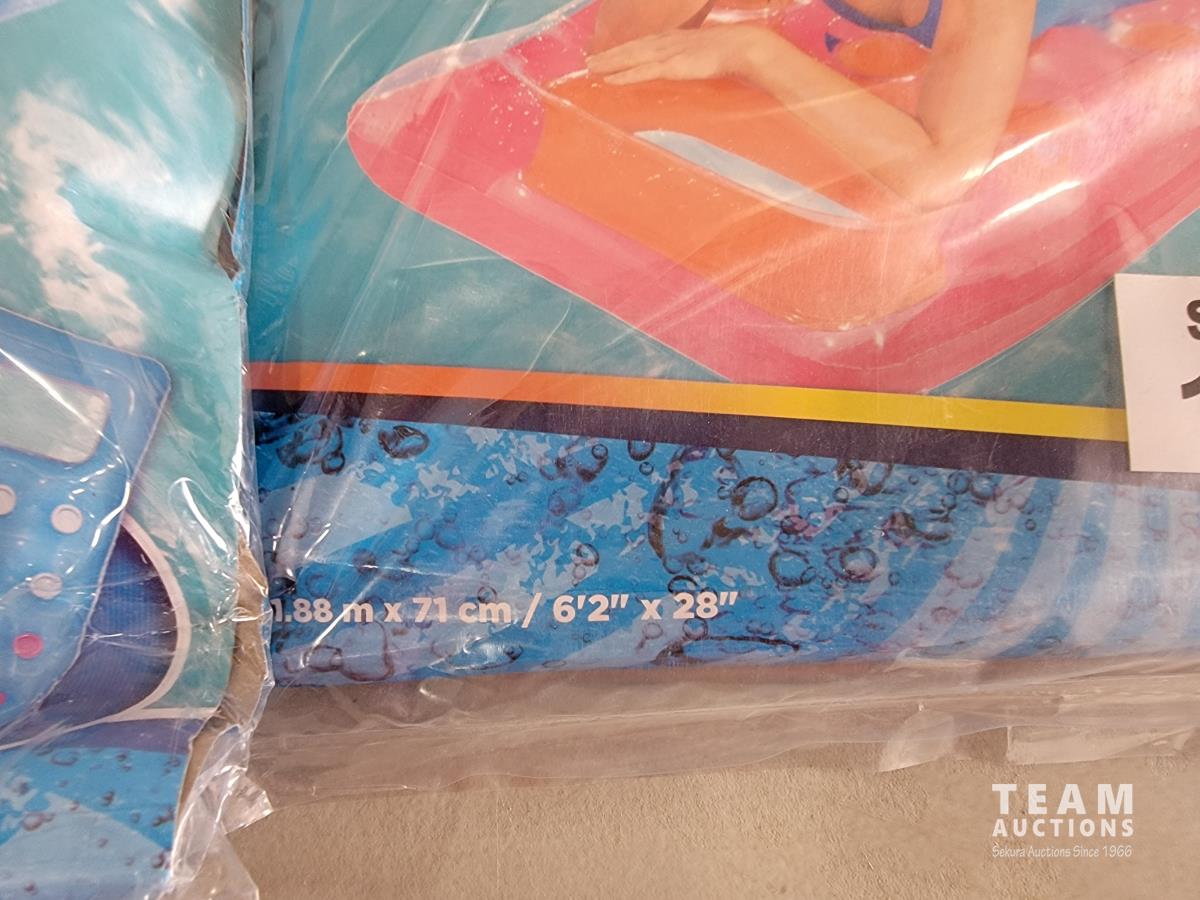 1.88 m x 71 cm / 6'2" x 28"
TEAM
AUCTIONS
Sekura Auctions Since 1966